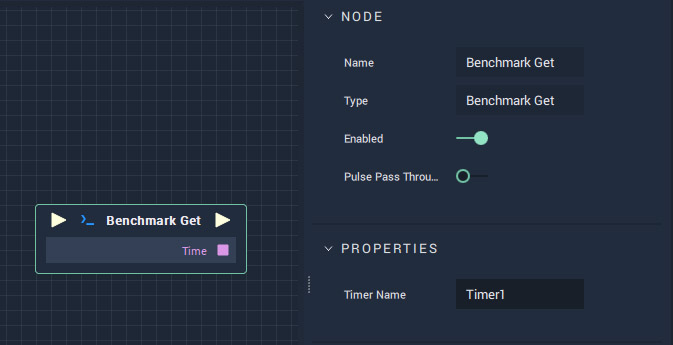 NODE
Name
Benchmark Get
Type
Benchmark Get
Enabled
Pulse Pass Throu...
Benchmark Get
Time
PROPERTIES
Timer Name
Timer1